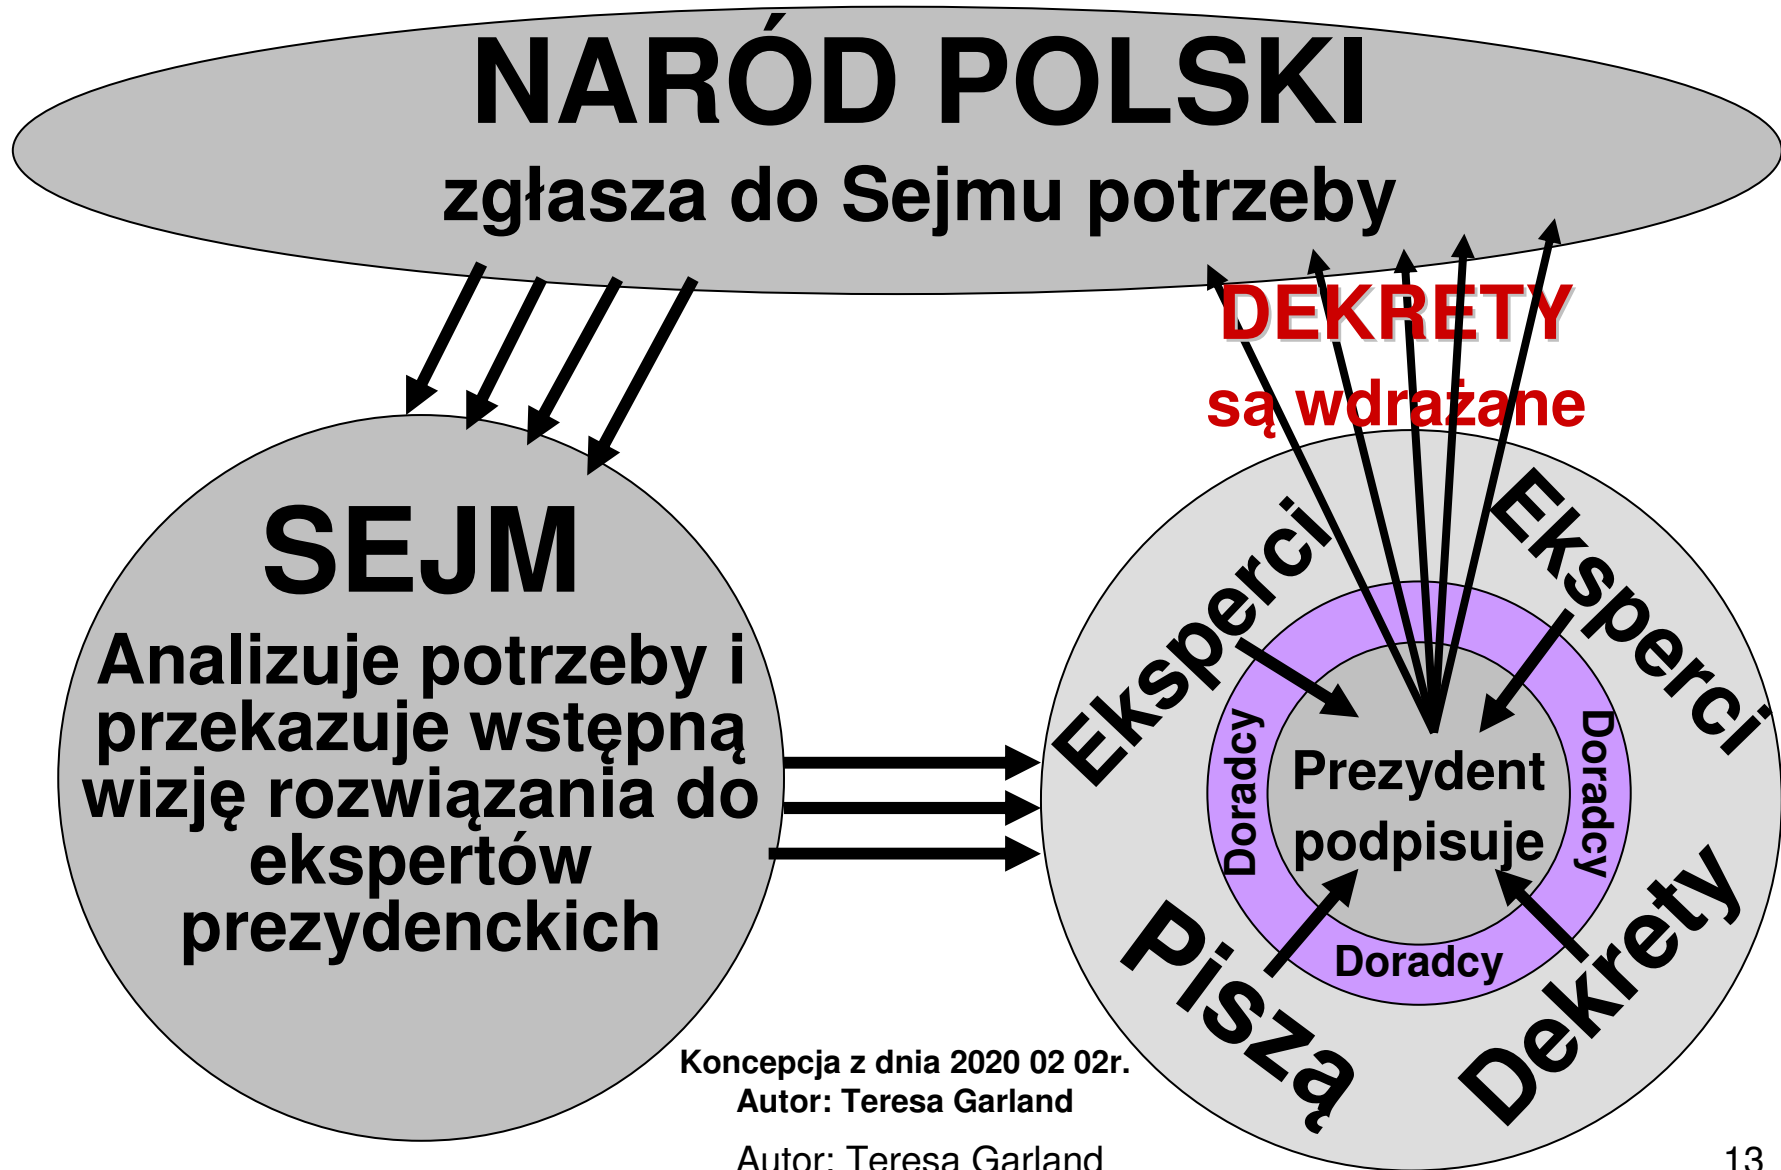 NARÓD POLSKI
zgłasza do Sejmu potrzeby
DEKRETY
są wdrażane
SEJM
Analizuje potrzeby i
przekazuje wstępną
wizję rozwiązania do
ekspertów
prezydenckich
Eksperci
Eksperci
Doradcy
Prezydent
podpisuje
Doradcy
Doradcy
Piszą
Dekrety
Koncepcja z dnia 2020 02 02r.
Autor: Teresa Garland
Autor: Teresa Garland
13